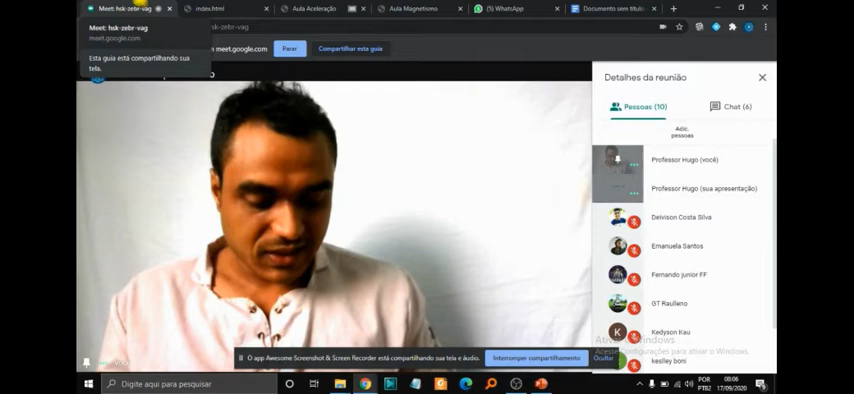 Meet: hsk-zebr-vag
index.html
Aula Aceleração
Aula Magnetismo
(5) WhatsApp
Documento sem título
Meet: hsk-zebr-vag
meet.google.com
Esta guia está compartilhando sua
tela.
sk-zebr-vag
meet.google.com
Parar
Compartilhar esta guia
Detalhes da reunião
Pessoas (10)
Chat (6)
Adic.
pessoas
Professor Hugo (você)
Professor Hugo (sua apresentação)
Deivison Costa Silva
Emanuela Santos
Fernando junior FF
GT Raulleno
K
Kedyson Kau
Ativar o Windows
Acesse Configurações para ativar o Windows.
keslley boni
Você
O app Awesome Screenshot & Screen Recorder está compartilhando sua tela e áudio.
Interromper compartilhamento
Ocultar
Digite aqui para pesquisar
POR
PTB2
08:06
17/09/2020